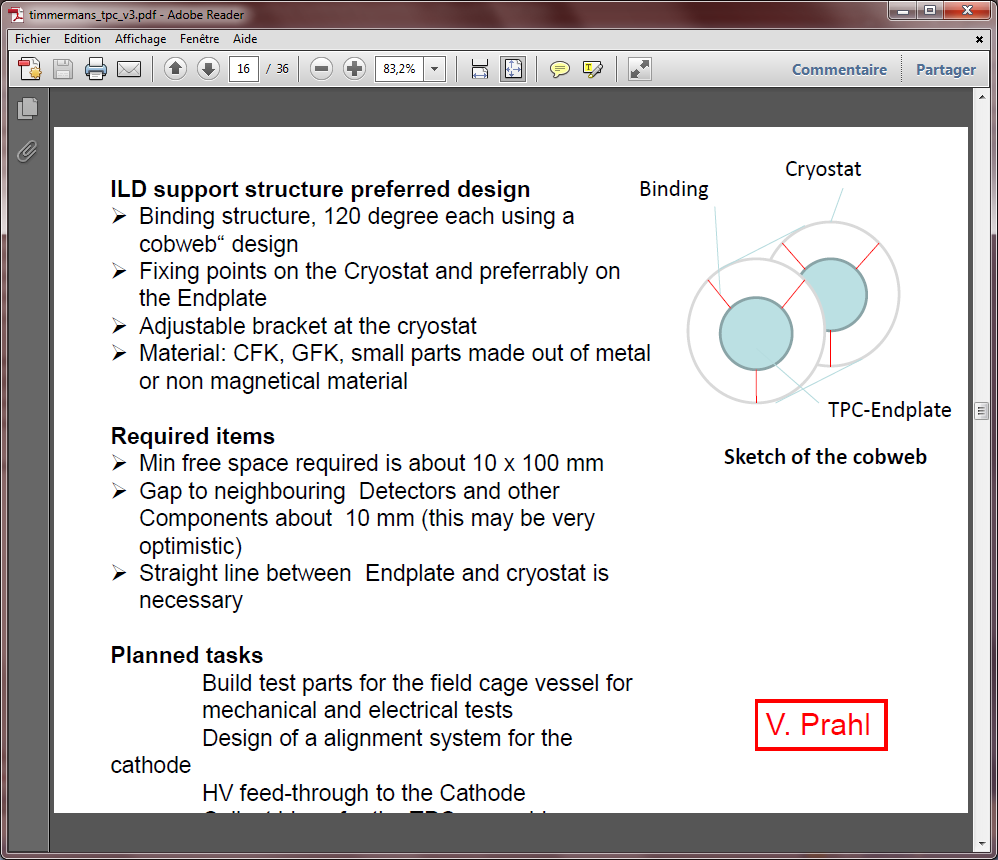 timmermans_tpc_v3.pdf - Adobe Reader
Fichier Edition Affichage Fenêtre Aide
16 / 36 83,2% Commentaire Partager
ILD support structure preferred design
➢ Binding structure, 120 degree each using a
cobweb“ design
➢ Fixing points on the Cryostat and preferrably on
the Endplate
➢ Adjustable bracket at the cryostat
➢ Material: CFK, GFK, small parts made out of metal
or non magnetical material
Required items
➢ Min free space required is about 10 x 100 mm
➢ Gap to neighbouring Detectors and other
Components about 10 mm (this may be very
optimistic)
➢ Straight line between Endplate and cryostat is
necessary
Planned tasks
Build test parts for the field cage vessel for
mechanical and electrical tests
Design of a alignment system for the
cathode
HV feed-through to the Cathode
Cryostat
Binding
TPC-Endplate
Sketch of the cobweb
V. Prahl